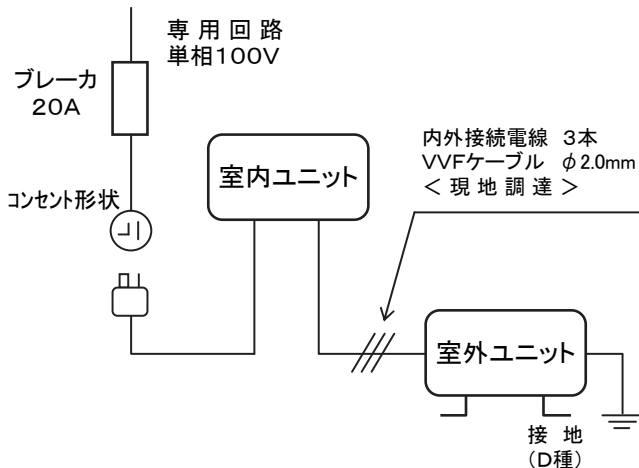 専用回路
単相100V
ブレーカ
20A
内外接続電線 3本
VVFケーブル φ2.0mm
<現地調達>
室内ユニット
コンセント形状
室外ユニット
接地
(D種)